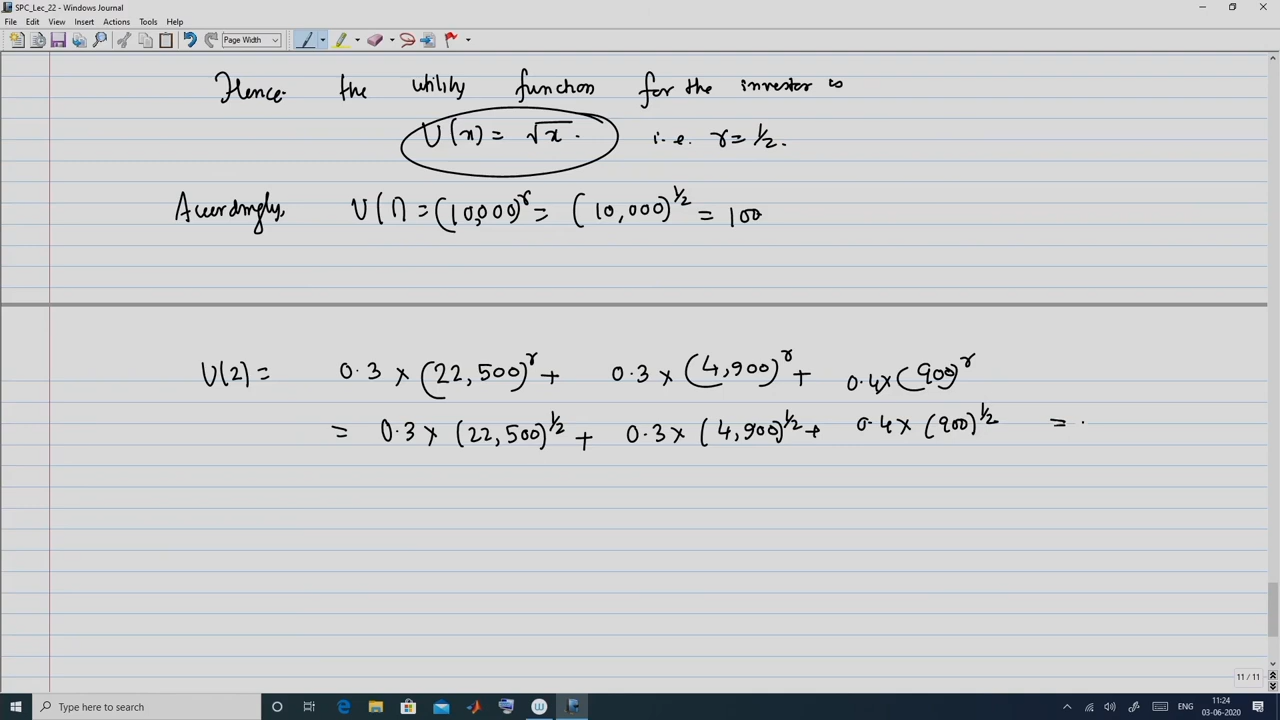 SPC_Lec_22 - Windows Journal
File Edit View Insert Actions Tools Help
Page Width
Hence the utility function for the investor is
U(x) = √x. i.e. r = 1/2.
Accordingly, U(1) = (10,000)^r = (10,000)^1/2 = 100
U(2) = 0.3 × (22,500)^r + 0.3 × (4,900)^r + 0.4 × (900)^r
= 0.3 × (22,500)^1/2 + 0.3 × (4,900)^1/2 + 0.4 × (900)^1/2 = .
11 / 11
Type here to search
ENG
11:24
03-06-2020